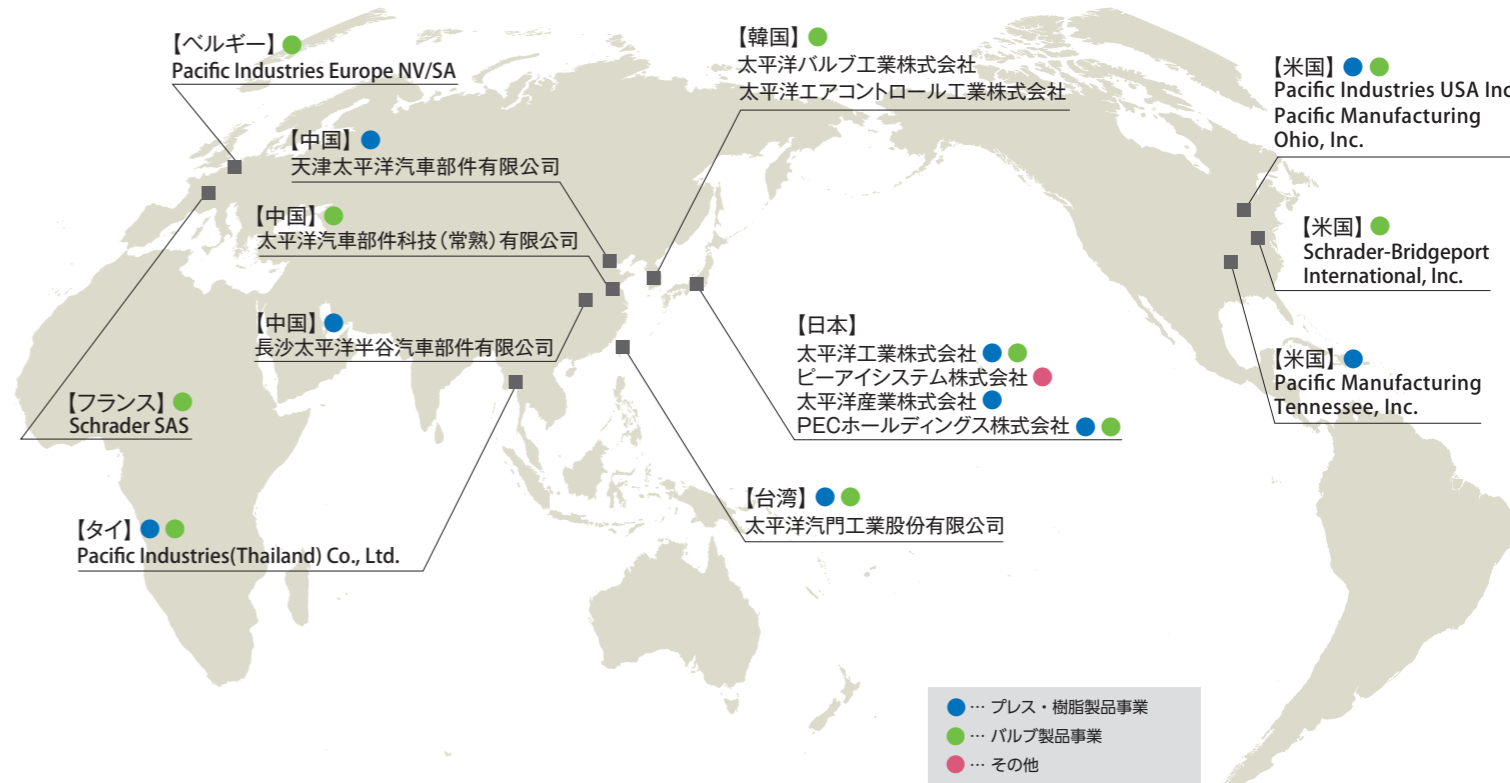 【ベルギー】
Pacific Industries Europe NV/SA
【中国】
天津太平洋汽車部件有限公司
【中国】
太平洋汽車部件科技（常熟）有限公司
【中国】
長沙太平洋半谷汽車部件有限公司
【フランス】
Schrader SAS
【タイ】
Pacific Industries(Thailand) Co., Ltd.
【韓国】
太平洋バルブ工業株式会社
太平洋エアコントロール工業株式会社
【日本】
太平洋工業株式会社
ピーアイシステム株式会社
太平洋産業株式会社
PECホールディングス株式会社
【台湾】
太平洋汽門工業股份有限公司
【米国】
Pacific Industries USA Inc
Pacific Manufacturing
Ohio, Inc.
【米国】
Schrader-Bridgeport
International, Inc.
【米国】
Pacific Manufacturing
Tennessee, Inc.
… プレス・樹脂製品事業
… バルブ製品事業
… その他